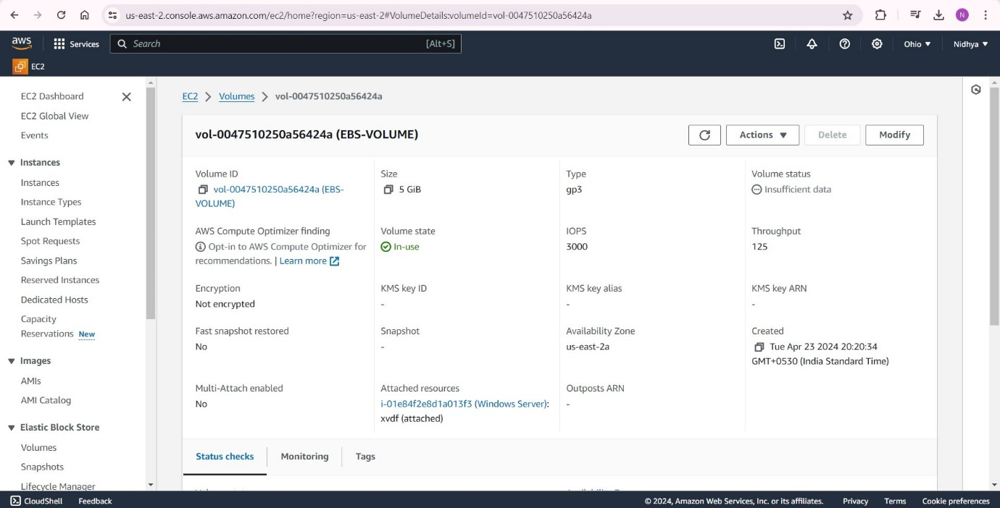 us-east-2.console.aws.amazon.com/ec2/home?region=us-east-2#VolumeDetails:volumeId=vol-0047510250a56424a
N
aws
Services
Search
[Alt+S]
Ohio
Nidhya
EC2
EC2 Dashboard
EC2 Global View
Events
Instances
Instances
Instance Types
Launch Templates
Spot Requests
Savings Plans
Reserved Instances
Dedicated Hosts
Capacity
Reservations New
Images
AMIs
AMI Catalog
Elastic Block Store
Volumes
Snapshots
Lifecycle Manager
EC2 > Volumes > vol-0047510250a56424a
vol-0047510250a56424a (EBS-VOLUME)
Actions
Delete
Modify
Volume ID
vol-0047510250a56424a (EBS-
VOLUME)
Size
5 GiB
Type
gp3
Volume status
Insufficient data
AWS Compute Optimizer finding
Opt-in to AWS Compute Optimizer for
recommendations. | Learn more
Volume state
In-use
IOPS
3000
Throughput
125
Encryption
Not encrypted
KMS key ID
-
KMS key alias
-
KMS key ARN
-
Fast snapshot restored
No
Snapshot
-
Availability Zone
us-east-2a
Created
Tue Apr 23 2024 20:20:34
GMT+0530 (India Standard Time)
Multi-Attach enabled
No
Attached resources
i-01e84f2e8d1a013f3 (Windows Server):
xvdf (attached)
Outposts ARN
-
Status checks
Monitoring
Tags
CloudShell
Feedback
© 2024, Amazon Web Services, Inc. or its affiliates.
Privacy
Terms
Cookie preferences